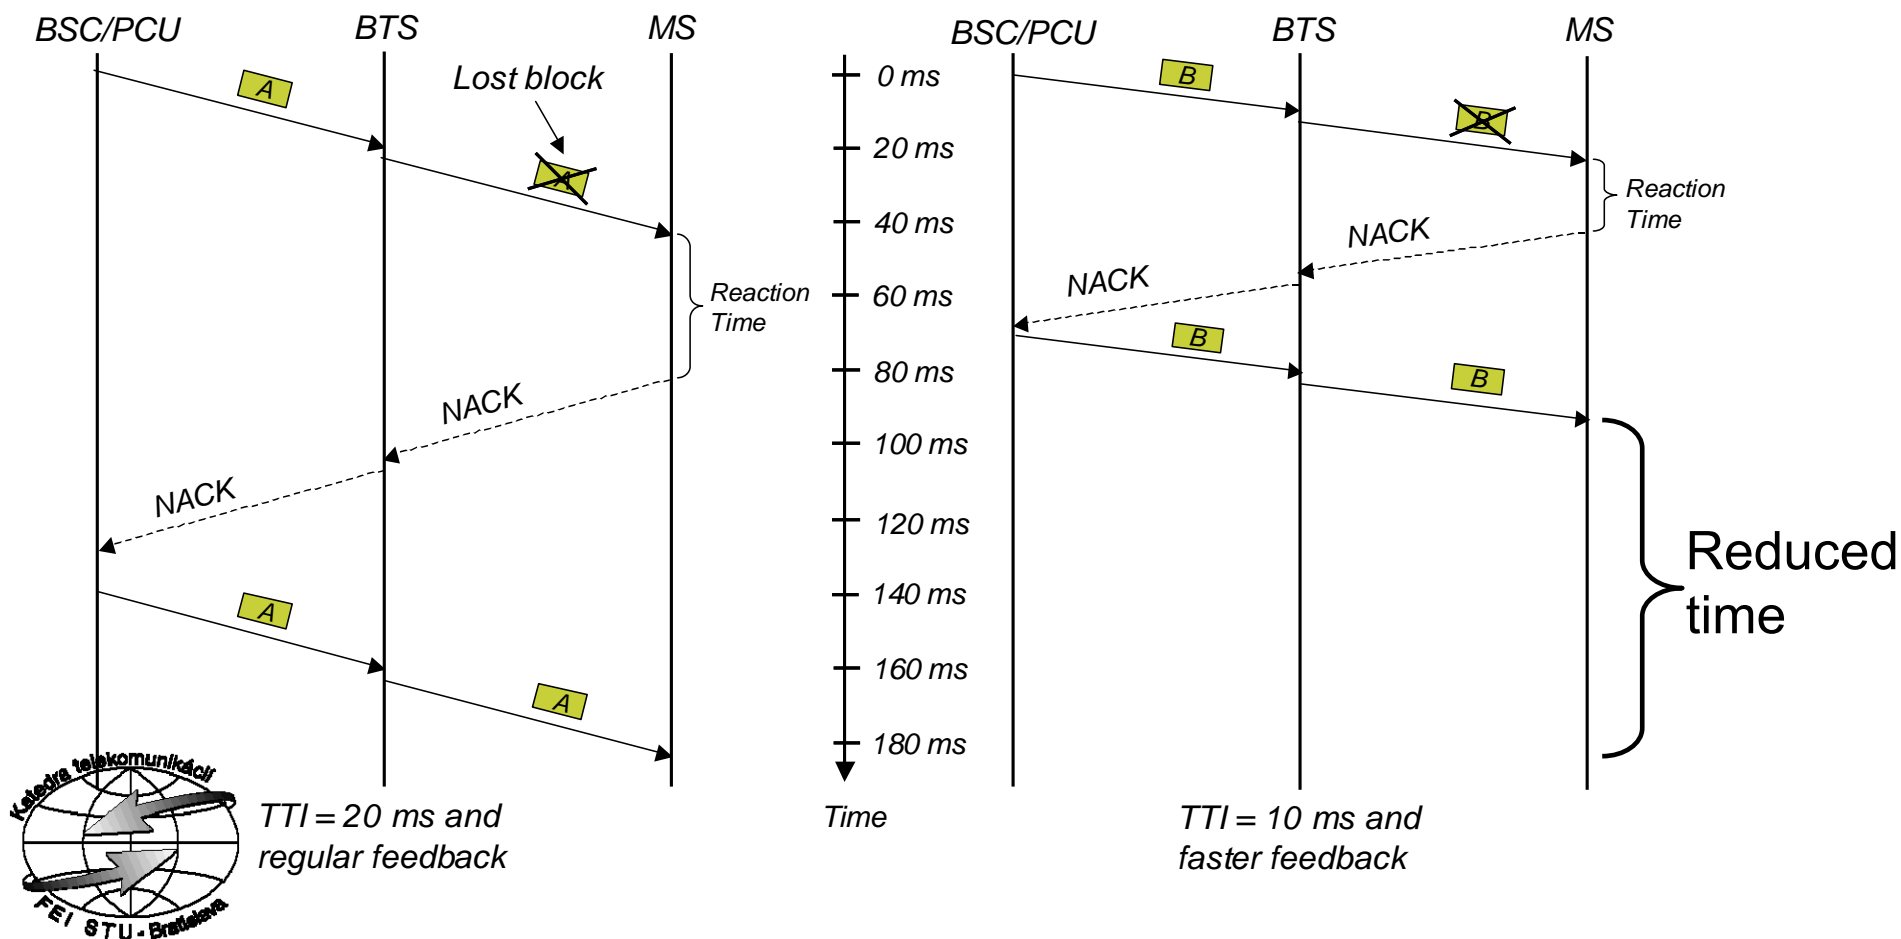 BSC/PCU
BTS
MS
Lost block
A
A
Reaction
Time
NACK
NACK
A
A
TTI = 20 ms and
regular feedback
0 ms
20 ms
40 ms
60 ms
80 ms
100 ms
120 ms
140 ms
160 ms
180 ms
Time
BSC/PCU
BTS
MS
B
B
Reaction
Time
NACK
NACK
B
B
Reduced
time
TTI = 10 ms and
faster feedback
Katedra telekomunikácií
FEI STU - Bratislava